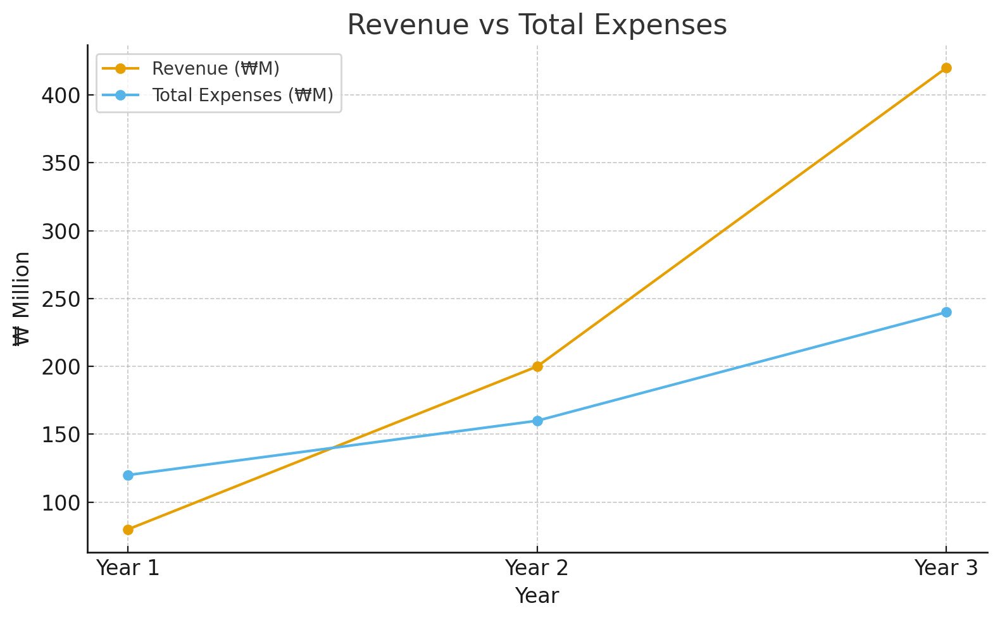 Revenue vs Total Expenses
Revenue (₩M)
Total Expenses (₩M)
400
350
300
250
200
150
100
₩ Million
Year 1
Year 2
Year 3
Year